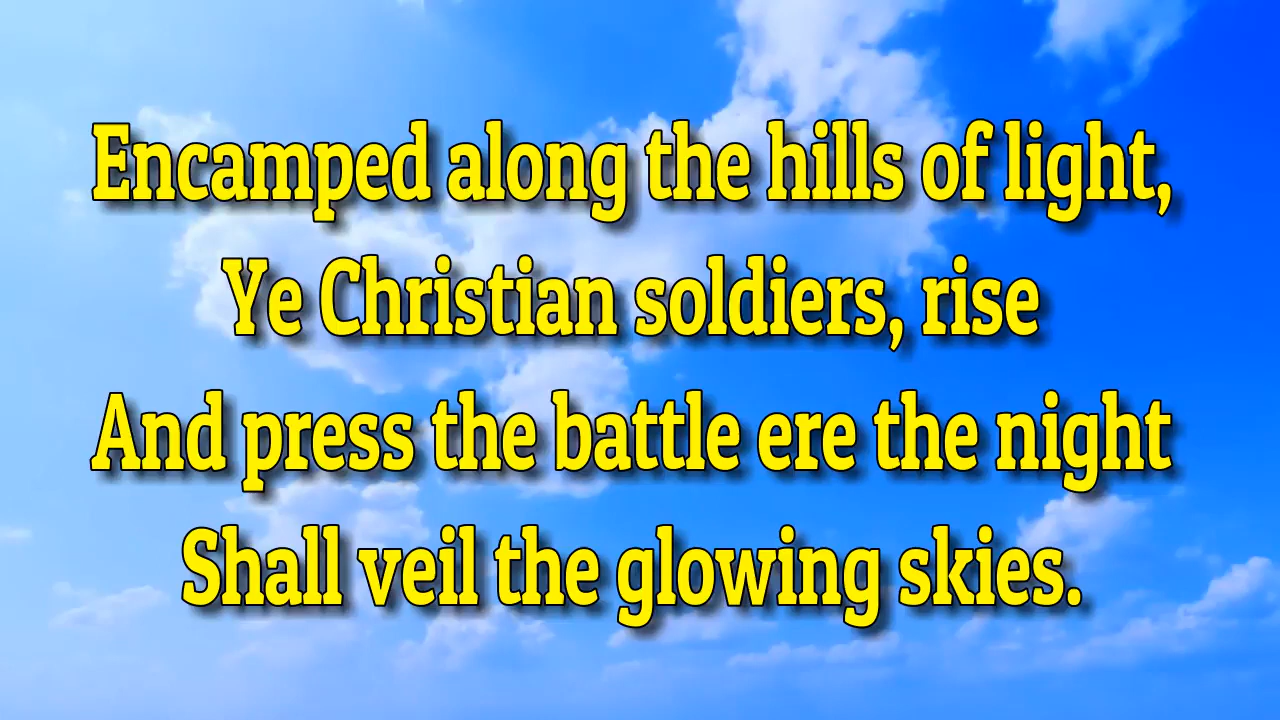 Encamped along the hills of light,
Ye Christian soldiers, rise
And press the battle ere the night
Shall veil the glowing skies.